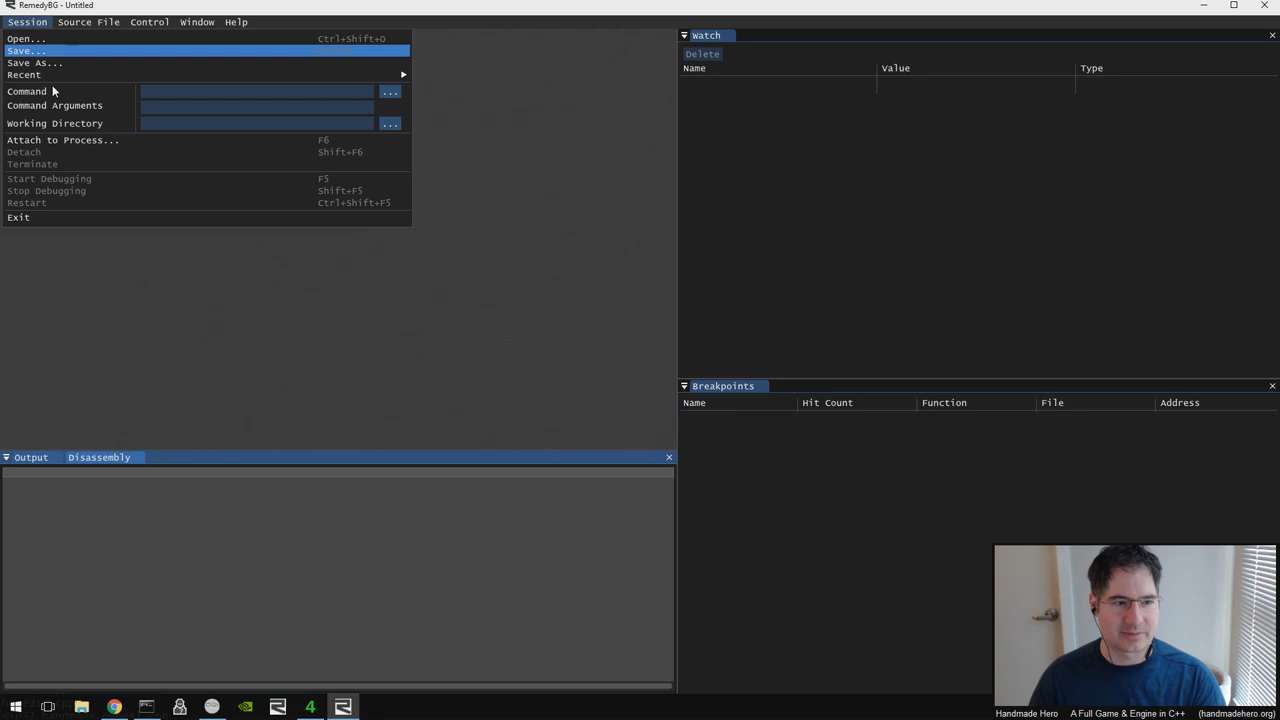 RemedyBG - Untitled
Session Source File Control Window Help
Open... Ctrl+Shift+O
Save...
Save As...
Recent
Command ...
Command Arguments
Working Directory ...
Attach to Process... F6
Detach Shift+F6
Terminate
Start Debugging F5
Stop Debugging Shift+F5
Restart Ctrl+Shift+F5
Exit
Watch
Delete
Name Value Type
Breakpoints
Name Hit Count Function File Address
Output Disassembly
4
Handmade Hero A Full Game & Engine in C++ (handmadehero.org)